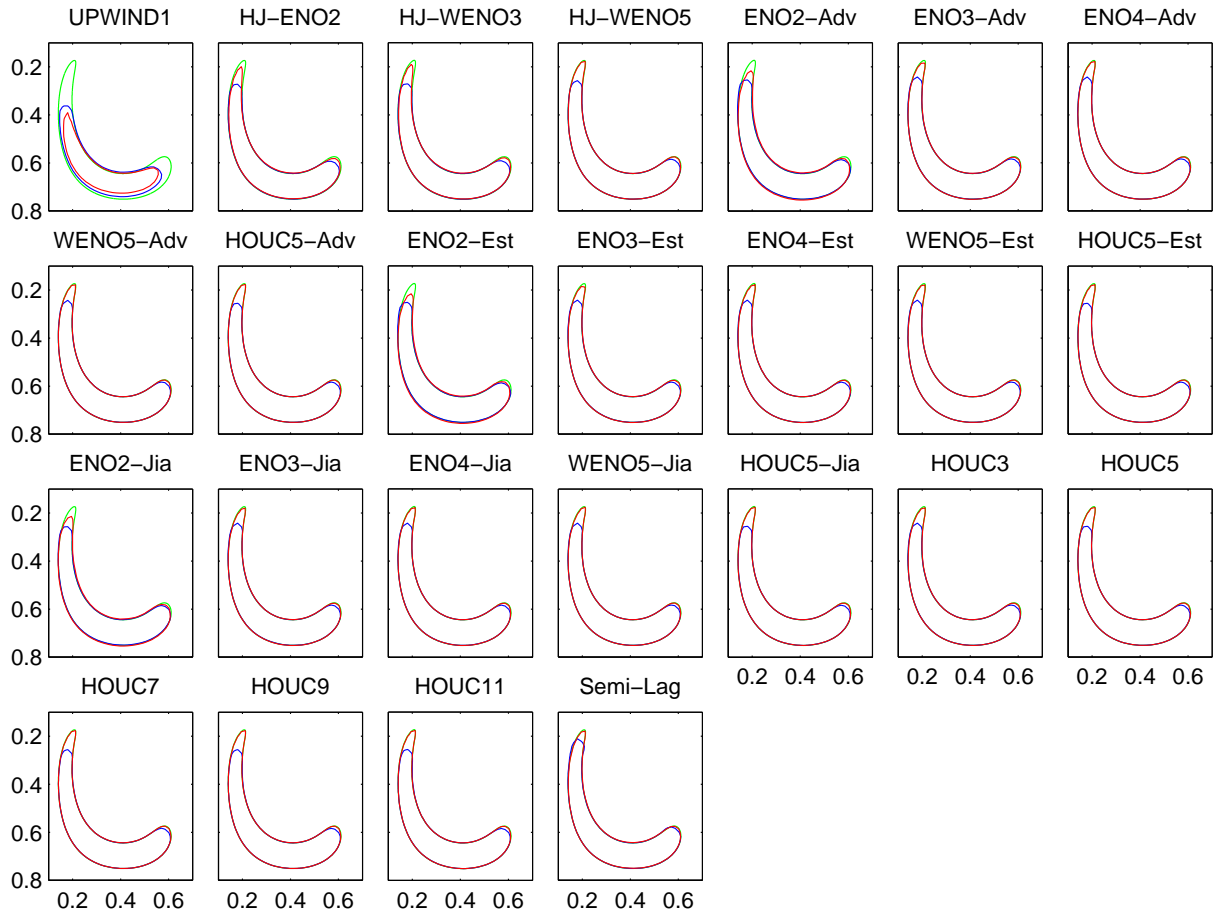 UPWIND1 HJ−ENO2 HJ−WENO3 HJ−WENO5 ENO2−Adv ENO3−Adv ENO4−Adv
0.2
0.4
0.6
0.8
WENO5−Adv HOUC5−Adv ENO2−Est ENO3−Est ENO4−Est WENO5−Est HOUC5−Est
0.2
0.4
0.6
0.8
ENO2−Jia ENO3−Jia ENO4−Jia WENO5−Jia HOUC5−Jia HOUC3 HOUC5
0.2
0.4
0.6
0.8
0.2 0.4 0.6 0.2 0.4 0.6 0.2 0.4 0.6
HOUC7 HOUC9 HOUC11 Semi−Lag
0.2
0.4
0.6
0.8
0.2 0.4 0.6 0.2 0.4 0.6 0.2 0.4 0.6 0.2 0.4 0.6